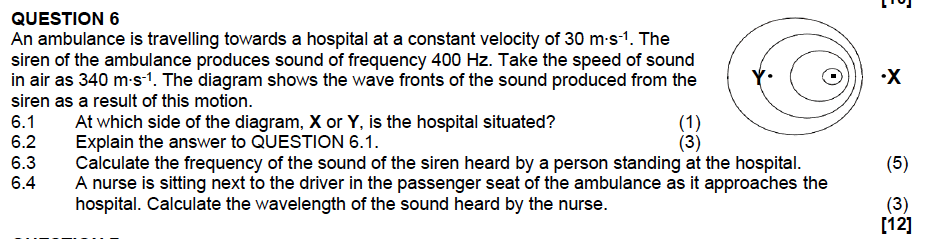 QUESTION 6
An ambulance is travelling towards a hospital at a constant velocity of 30 m·s⁻¹. The
siren of the ambulance produces sound of frequency 400 Hz. Take the speed of sound
in air as 340 m·s⁻¹. The diagram shows the wave fronts of the sound produced from the
siren as a result of this motion.
Y· ·X
6.1 At which side of the diagram, X or Y, is the hospital situated? (1)
6.2 Explain the answer to QUESTION 6.1. (3)
6.3 Calculate the frequency of the sound of the siren heard by a person standing at the hospital. (5)
6.4 A nurse is sitting next to the driver in the passenger seat of the ambulance as it approaches the
hospital. Calculate the wavelength of the sound heard by the nurse. (3)
[12]